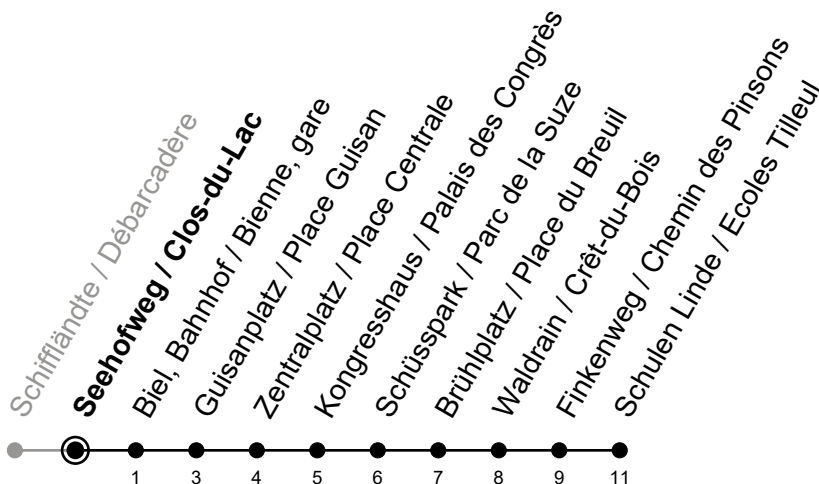 Schiffländte / Débarcadère
Seehofweg / Clos-du-Lac
Biel, Bahnhof / Bienne, gare
Guisanplatz / Place Guisan
Zentralplatz / Place Centrale
Kongresshaus / Palais des Congrès
Schüsspark / Parc de la Suze
Brühlplatz / Place du Breuil
Waldrain / Crêt-du-Bois
Finkenweg / Chemin des Pinsons
Schulen Linde / Ecoles Tilleul
1 3 4 5 6 7 8 9 11